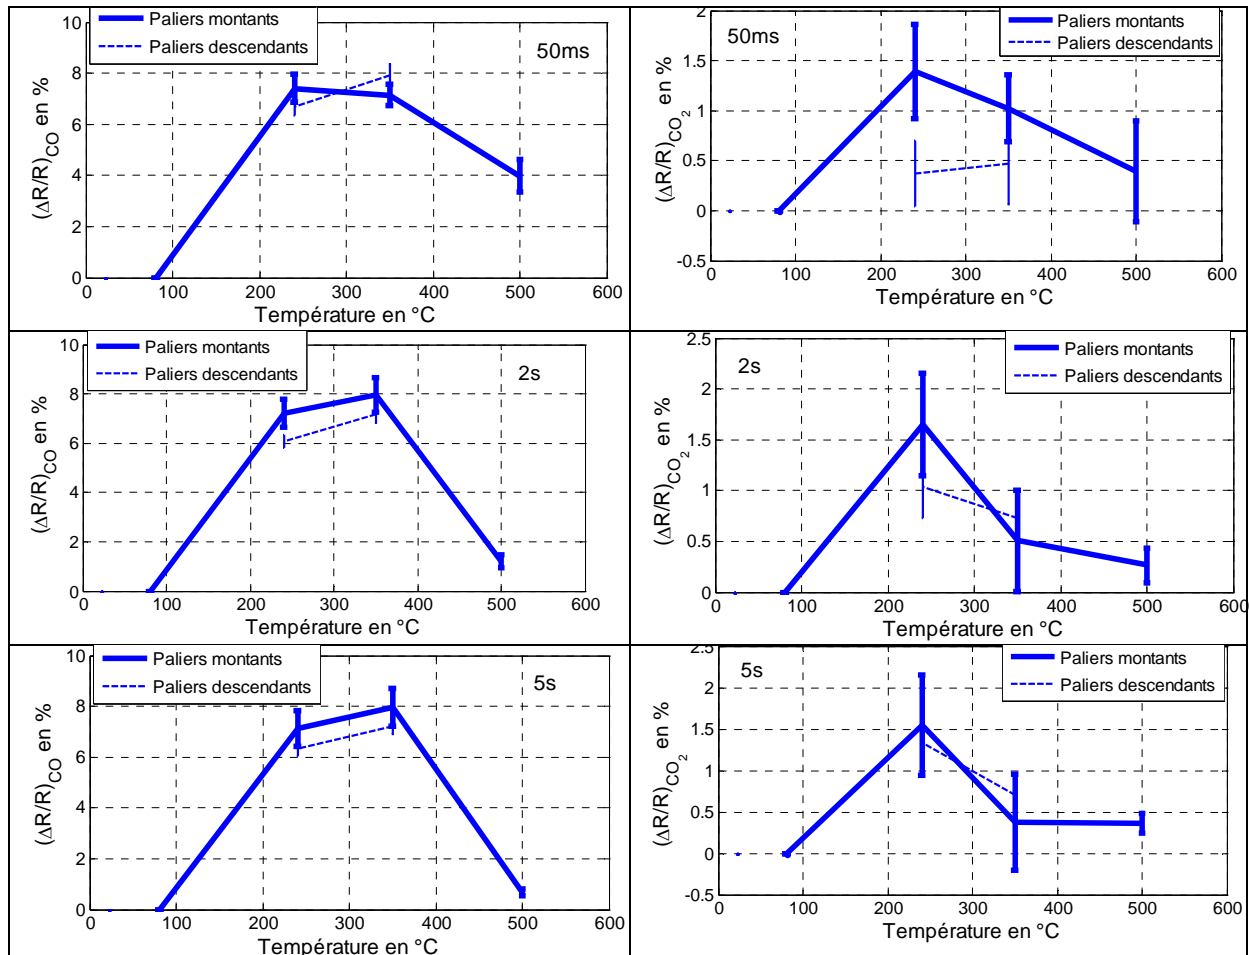 10
8
6
4
2
0
0 100 200 300 400 500 600
(ΔR/R)CO en %
Température en °C
Paliers montants
Paliers descendants
50ms
2
1.5
1
0.5
0
-0.5
0 100 200 300 400 500 600
(ΔR/R)CO2 en %
Température en °C
Paliers montants
Paliers descendants
50ms
10
8
6
4
2
0
0 100 200 300 400 500 600
(ΔR/R)CO en %
Température en °C
Paliers montants
Paliers descendants
2s
2.5
2
1.5
1
0.5
0
0 100 200 300 400 500 600
(ΔR/R)CO2 en %
Température en °C
Paliers montants
Paliers descendants
2s
10
8
6
4
2
0
0 100 200 300 400 500 600
(ΔR/R)CO en %
Température en °C
Paliers montants
Paliers descendants
5s
2.5
2
1.5
1
0.5
0
-0.5
0 100 200 300 400 500 600
(ΔR/R)CO2 en %
Température en °C
Paliers montants
Paliers descendants
5s